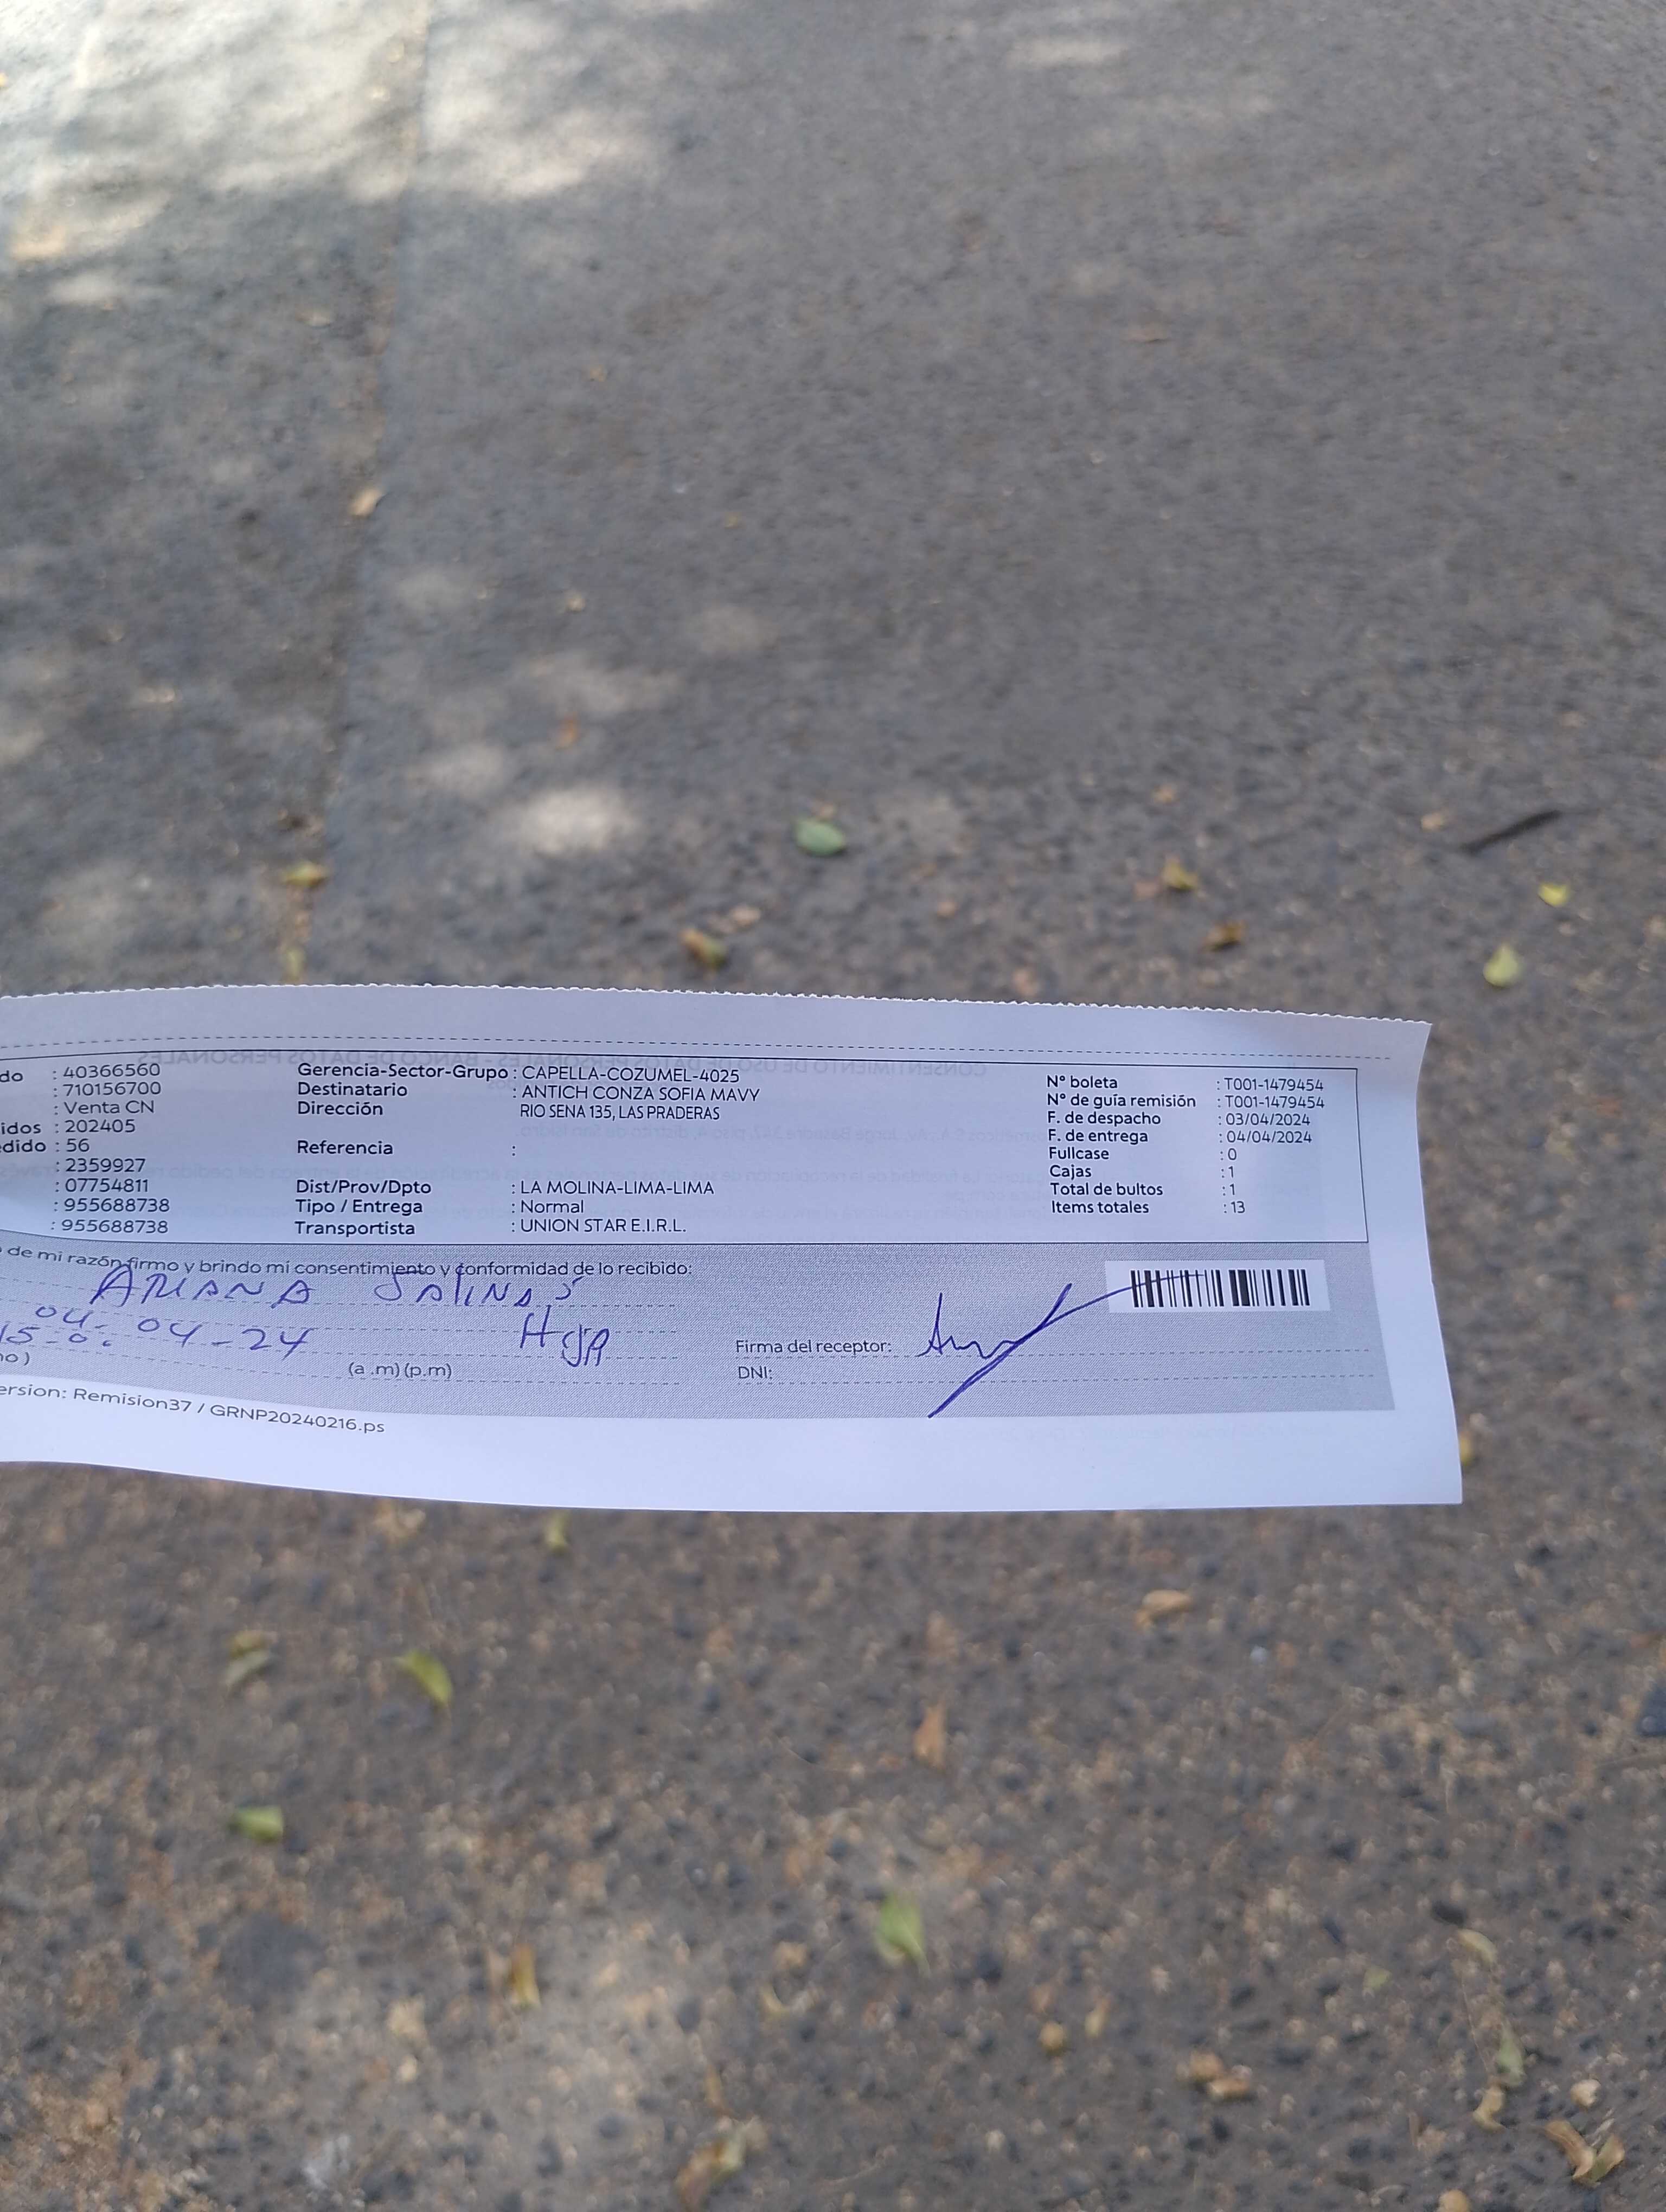 do : 40366560
: 710156700
: Venta CN
idos : 202405
edido : 56
: 2359927
: 07754811
: 955688738
: 955688738
Gerencia-Sector-Grupo : CAPELLA-COZUMEL-4025
Destinatario : ANTICH CONZA SOFIA MAVY
Dirección RIO SENA 135, LAS PRADERAS
Referencia :
Dist/Prov/Dpto : LA MOLINA-LIMA-LIMA
Tipo / Entrega : Normal
Transportista : UNION STAR E.I.R.L.
N° boleta : T001-1479454
N° de guía remisión : T001-1479454
F. de despacho : 03/04/2024
F. de entrega : 04/04/2024
Fullcase : 0
Cajas : 1
Total de bultos : 1
Items totales : 13
de mi razón firmo y brindo mi consentimiento y conformidad de lo recibido:
ARIANA SALINAS
04-04-24
HIJA
no)
(a .m) (p.m)
Firma del receptor:
DNI:
ersion: Remision37 / GRNP20240216.ps